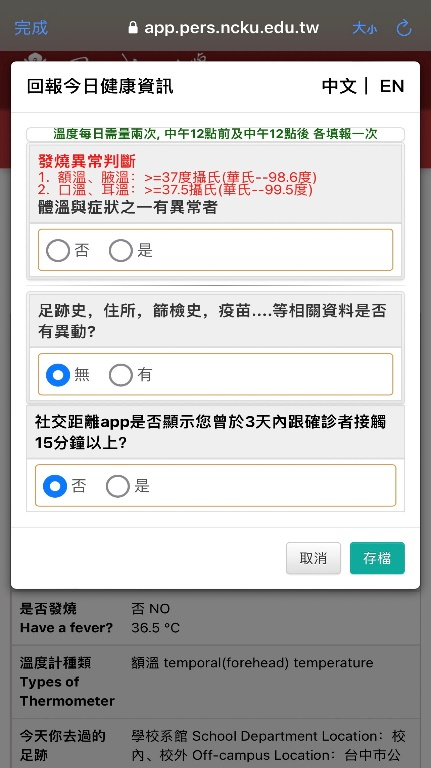 完成
app.pers.ncku.edu.tw
大小
回報今日健康資訊
中文 | EN
溫度每日需量兩次, 中午12點前及中午12點後 各填報一次
發燒異常判斷
1. 額溫、腋溫：>=37度攝氏(華氏--98.6度)
2. 口溫、耳溫：>=37.5攝氏(華氏--99.5度)
體溫與症狀之一有異常者
否 是
足跡史，住所，篩檢史，疫苗....等相關資料是否
有異動?
無 有
社交距離app是否顯示您曾於3天內跟確診者接觸
15分鐘以上?
否 是
取消 存檔
是否發燒 否 NO
Have a fever? 36.5 °C
溫度計種類 額溫 temporal(forehead) temperature
Types of
Thermometer
今天你去過的 學校系館 School Department Location：校
足跡 內、校外 Off-campus Location：台中市公